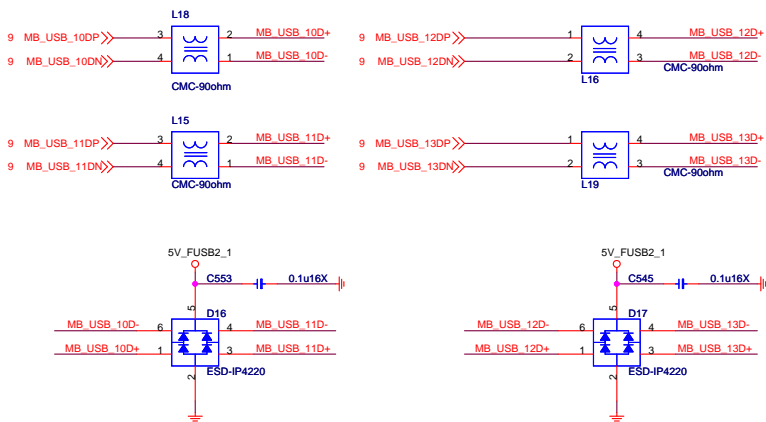 L18
9 MB_USB_10DP 3 2 MB_USB_10D+
9 MB_USB_10DN 4 1 MB_USB_10D-
CMC-90ohm
9 MB_USB_12DP 1 4 MB_USB_12D+
9 MB_USB_12DN 2 3 MB_USB_12D-
L16 CMC-90ohm
L15
9 MB_USB_11DP 3 2 MB_USB_11D+
9 MB_USB_11DN 4 1 MB_USB_11D-
CMC-90ohm
9 MB_USB_13DP 1 4 MB_USB_13D+
9 MB_USB_13DN 2 3 MB_USB_13D-
CMC-90ohm
L19
5V_FUSB2_1
C553 0.1u16X
5
D16
MB_USB_10D- 6 4 MB_USB_11D-
MB_USB_10D+ 1 3 MB_USB_11D+
2
ESD-IP4220
5V_FUSB2_1
C545 0.1u16X
5
D17
MB_USB_12D- 6 4 MB_USB_13D-
MB_USB_12D+ 1 3 MB_USB_13D+
2
ESD-IP4220